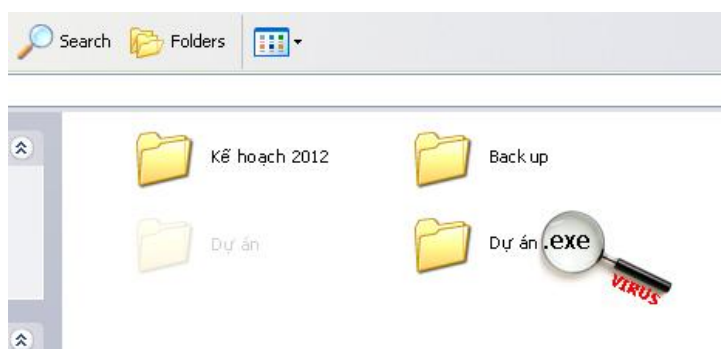 Search Folders
Kế hoạch 2012
Back up
Dự án
Dự án .exe
VIRUS